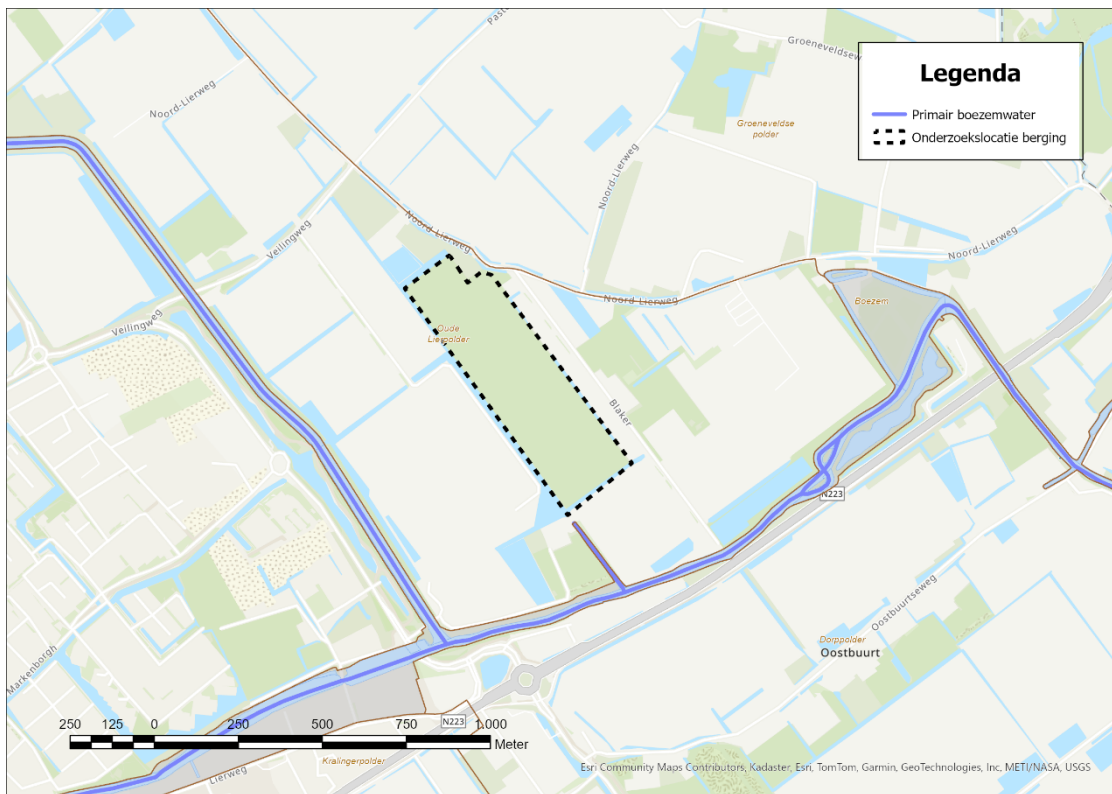 Legenda
Primair boezemwater
Onderzoekslocatie berging
Noord-Lierweg
Groeneveldse
polder
Noord-Lierweg
Veilingweg
Noord-Lierweg
Noord-Lierweg
Noord Lierweg
Boezem
Veilingweg
Oude
Lierpolder
Blaker
N223
Oostbuurtseweg
Dorppolder
Oostbuurt
Markenborgh
N223
250 125 0 250 500 750 1.000
Meter
Kralingerpolder
Lierweg
Esri Community Maps Contributors, Kadaster, Esri, TomTom, Garmin, GeoTechnologies, Inc, METI/NASA, USGS